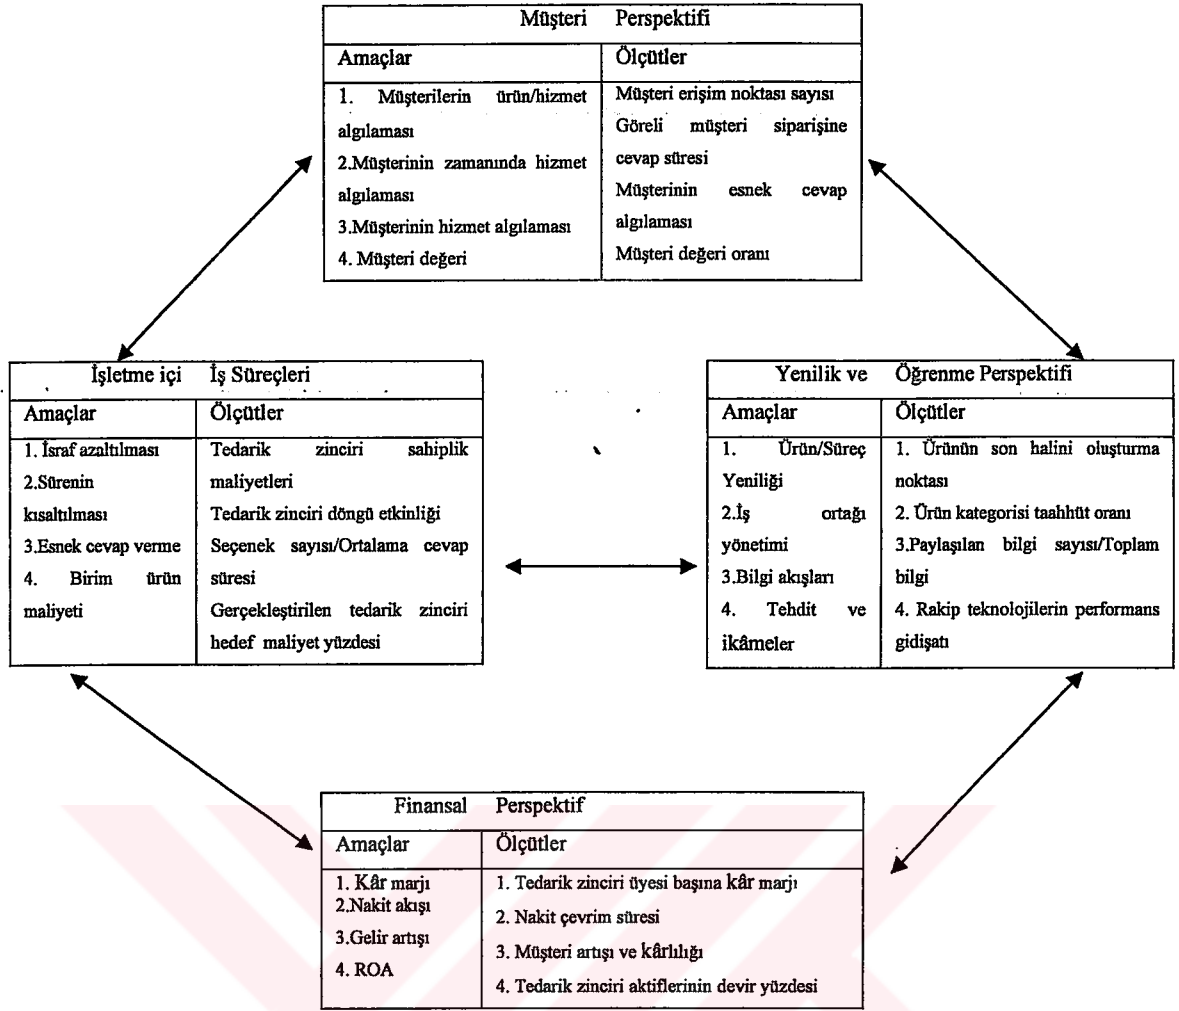 Müşteri Perspektifi
Amaçlar
Ölçütler
1. Müşterilerin ürün/hizmet
algılaması
2.Müşterinin zamanında hizmet
algılaması
3.Müşterinin hizmet algılaması
4. Müşteri değeri
Müşteri erişim noktası sayısı
Göreli müşteri siparişine
cevap süresi
Müşterinin esnek cevap
algılaması
Müşteri değeri oranı
İşletme içi İş Süreçleri
Amaçlar
Ölçütler
1. İsraf azaltılması
2.Sürenin
kısaltılması
3.Esnek cevap verme
4. Birim ürün
maliyeti
Tedarik zinciri sahiplik
maliyetleri
Tedarik zinciri döngü etkinliği
Seçenek sayısı/Ortalama cevap
süresi
Gerçekleştirilen tedarik zinciri
hedef maliyet yüzdesi
Yenilik ve Öğrenme Perspektifi
Amaçlar
Ölçütler
1. Ürün/Süreç
Yeniliği
2.İş ortağı
yönetimi
3.Bilgi akışları
4. Tehdit ve
ikâmeler
1. Ürünün son halini oluşturma
noktası
2. Ürün kategorisi taahhüt oranı
3.Paylaşılan bilgi sayısı/Toplam
bilgi
4. Rakip teknolojilerin performans
gidişatı
Finansal Perspektif
Amaçlar
Ölçütler
1. Kâr marjı
2.Nakit akışı
3.Gelir artışı
4. ROA
1. Tedarik zinciri üyesi başına kâr marjı
2. Nakit çevrim süresi
3. Müşteri artışı ve kârlılığı
4. Tedarik zinciri aktiflerinin devir yüzdesi